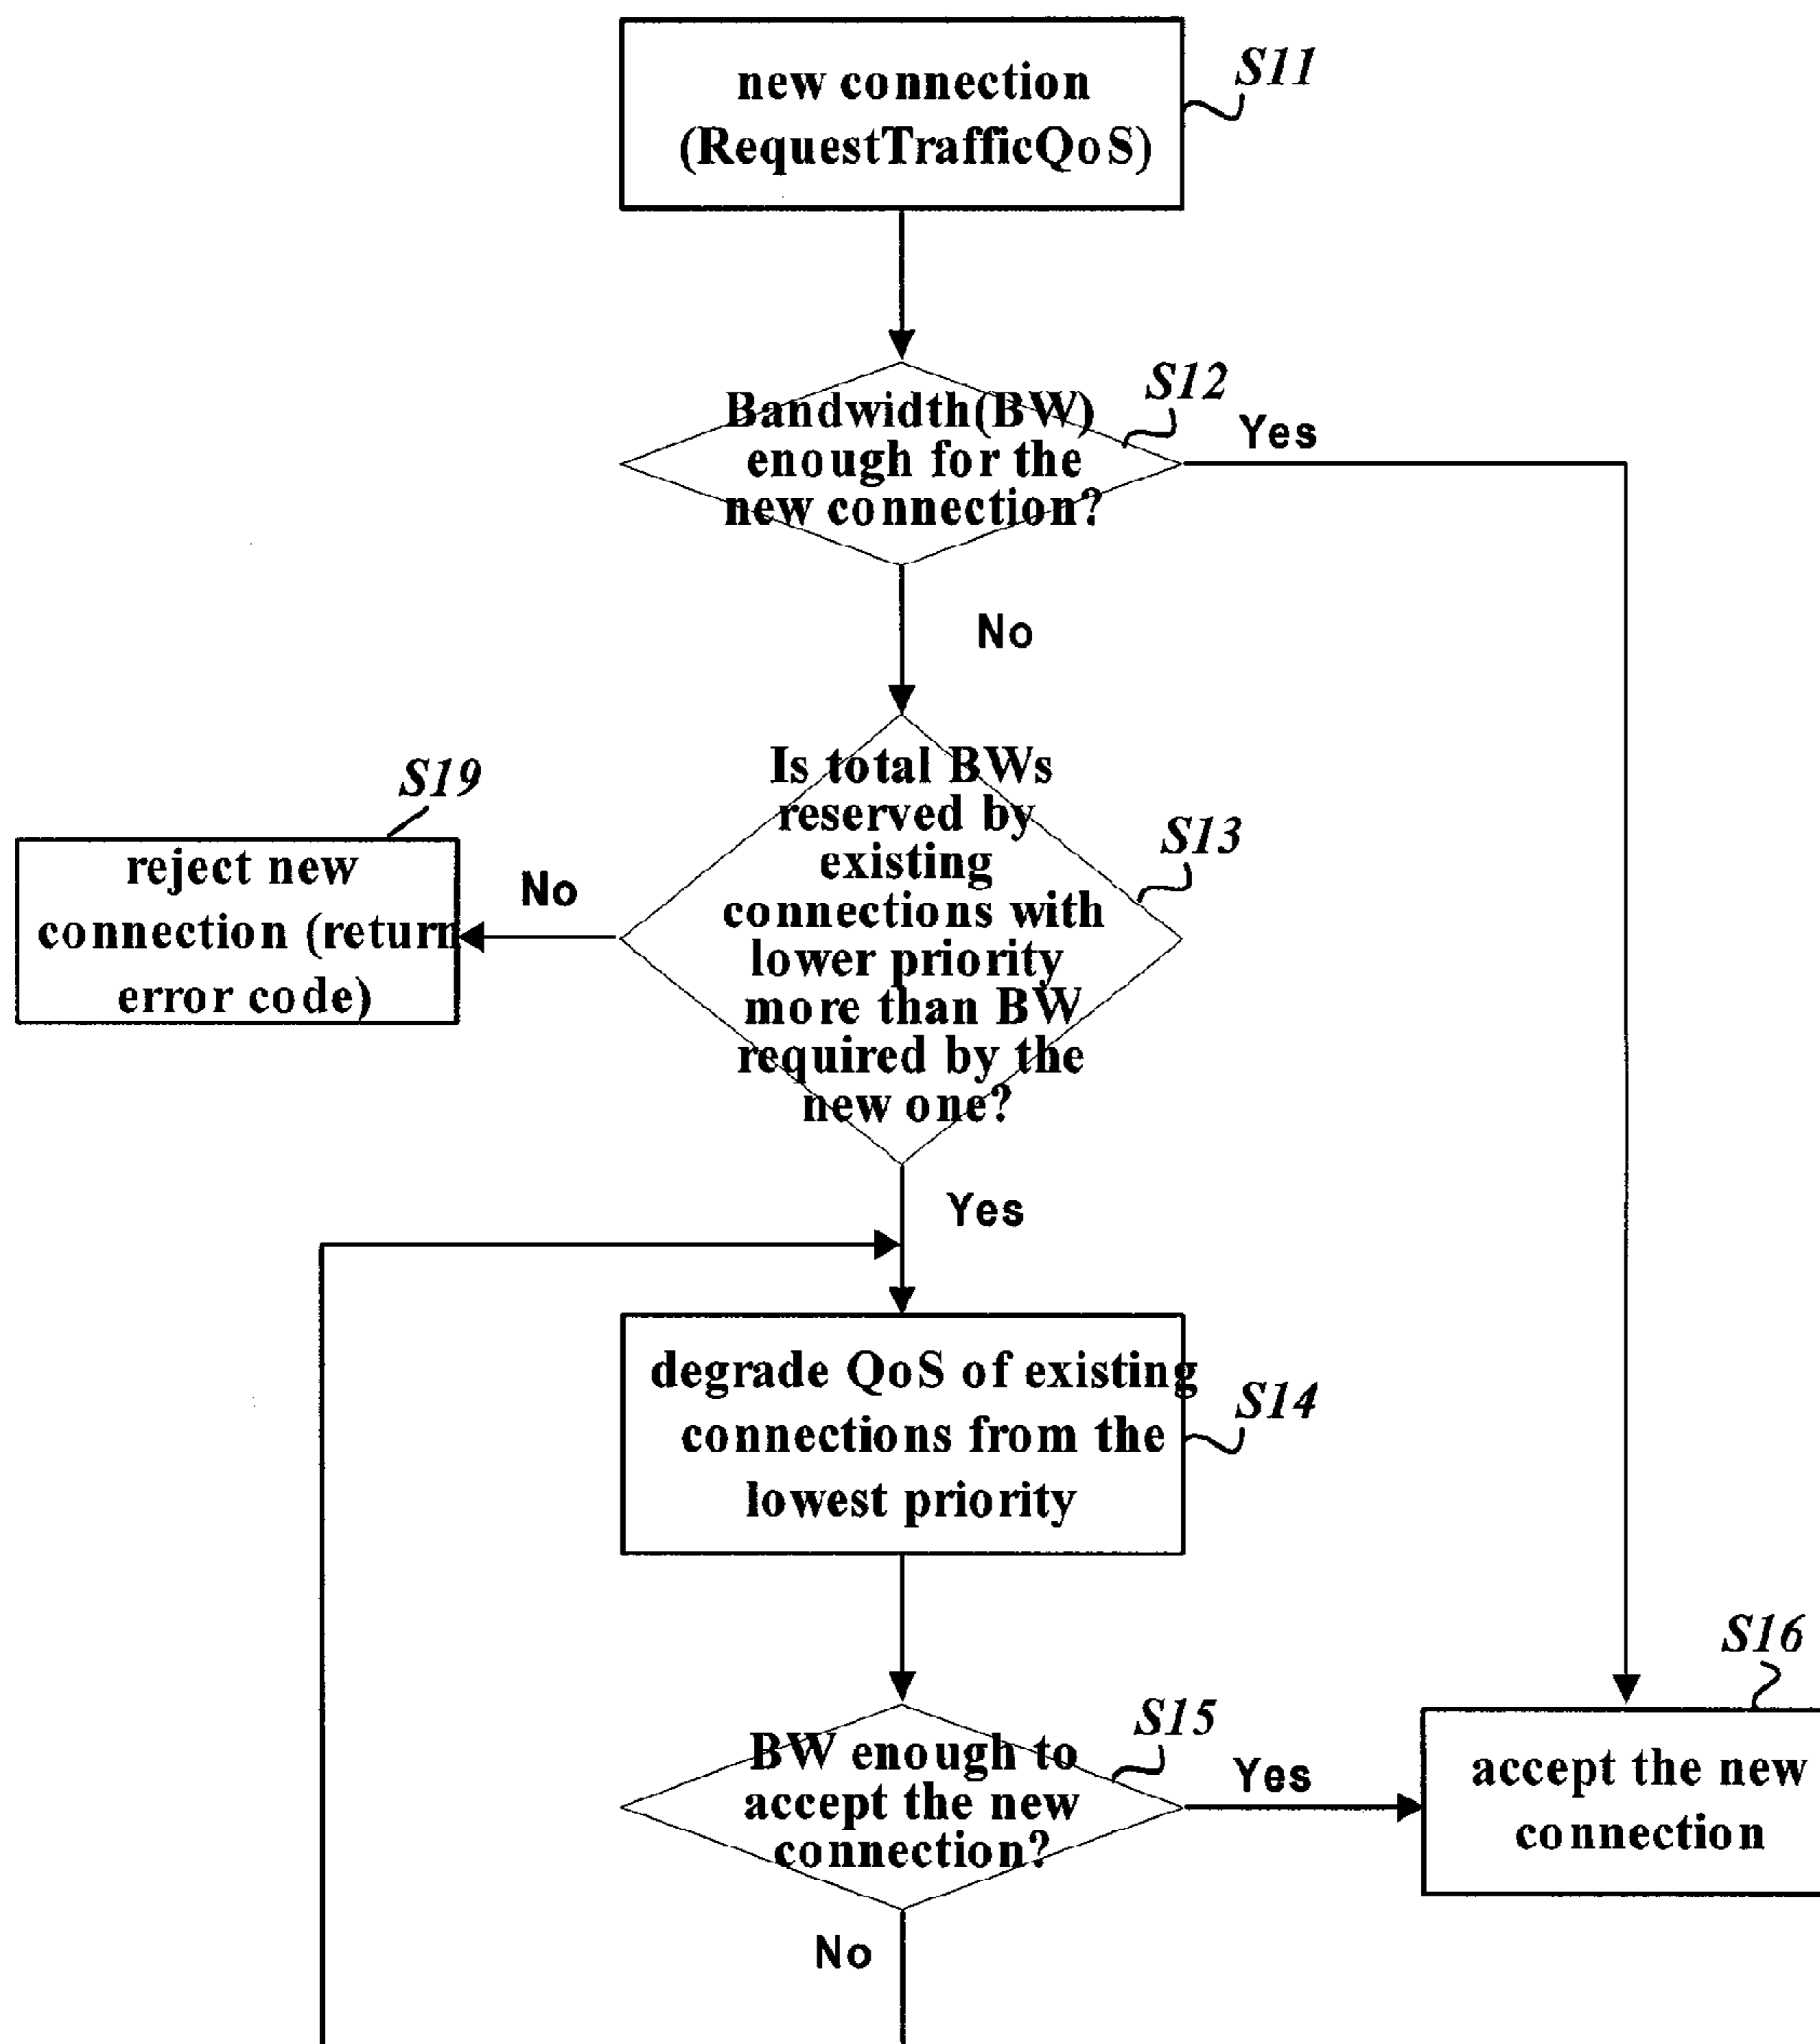 new connection
(RequestTrafficQoS)
S11
Bandwidth(BW)
enough for the
new connection?
S12
Yes
No
Is total BWs
reserved by
existing
connections with
lower priority
more than BW
required by the
new one?
S13
No
S19
reject new
connection (return
error code)
Yes
degrade QoS of existing
connections from the
lowest priority
S14
BW enough to
accept the new
connection?
S15
Yes
S16
accept the new
connection
No